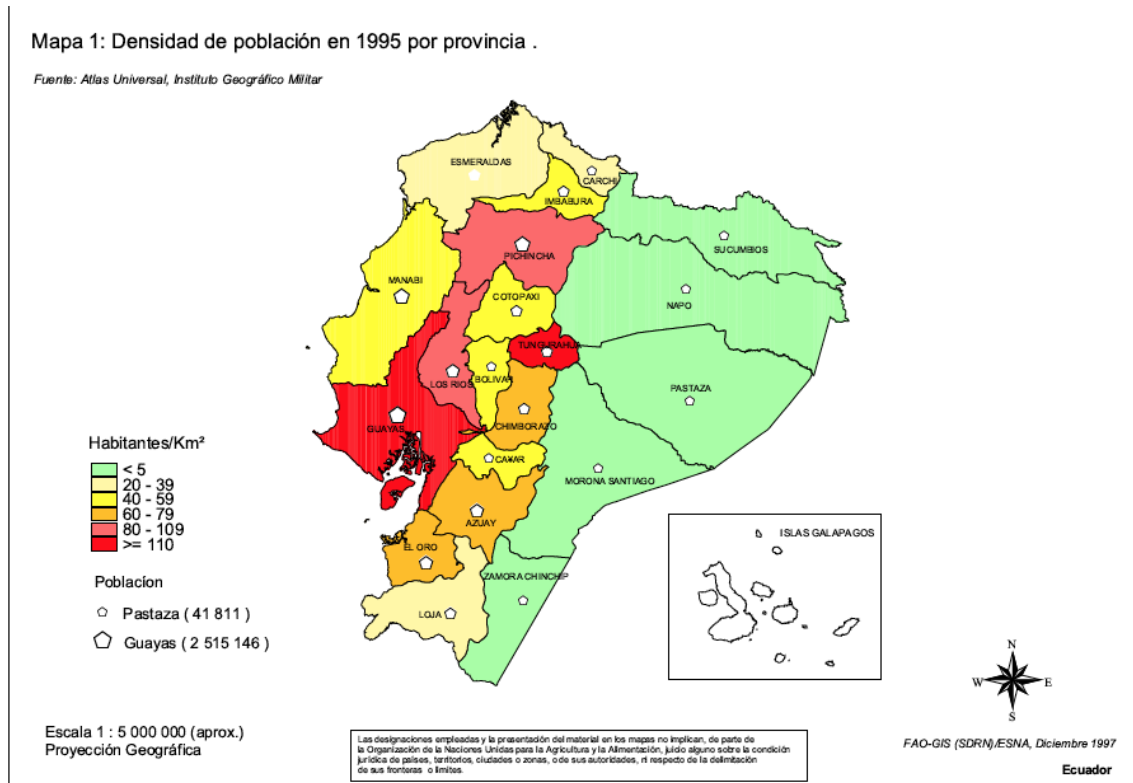 Mapa 1: Densidad de población en 1995 por provincia .
Fuente: Atlas Universal, Instituto Geográfico Militar
ESMERALDAS
CARCHI
IMBABURA
SUCUMBIOS
PICHINCHA
MANABI
COTOPAXI
NAPO
TUNGURAHUA
LOS RIOS
BOLIVAR
PASTAZA
GUAYAS
CHIMBORAZO
CA¥AR
MORONA SANTIAGO
AZUAY
EL ORO
ZAMORA CHINCHIP
LOJA
ISLAS GALAPAGOS
Habitantes/Km²
< 5
20 - 39
40 - 59
60 - 79
80 - 109
>= 110
Poblacíon
Pastaza ( 41 811 )
Guayas ( 2 515 146 )
N
W E
S
Escala 1 : 5 000 000 (aprox.)
Proyección Geográfica
Las designaciones empleadas y la presentación del material en los mapas no implican, de parte de
la Organización de la Naciones Unidas para la Agricultura y la Alimentación, juicio alguno sobre la condición
jurídica de países, territorios, ciudades o zonas, o de sus autoridades, ni respecto de la delimitación
de sus fronteras o límites.
FAO-GIS (SDRN)/ESNA, Diciembre 1997
Ecuador